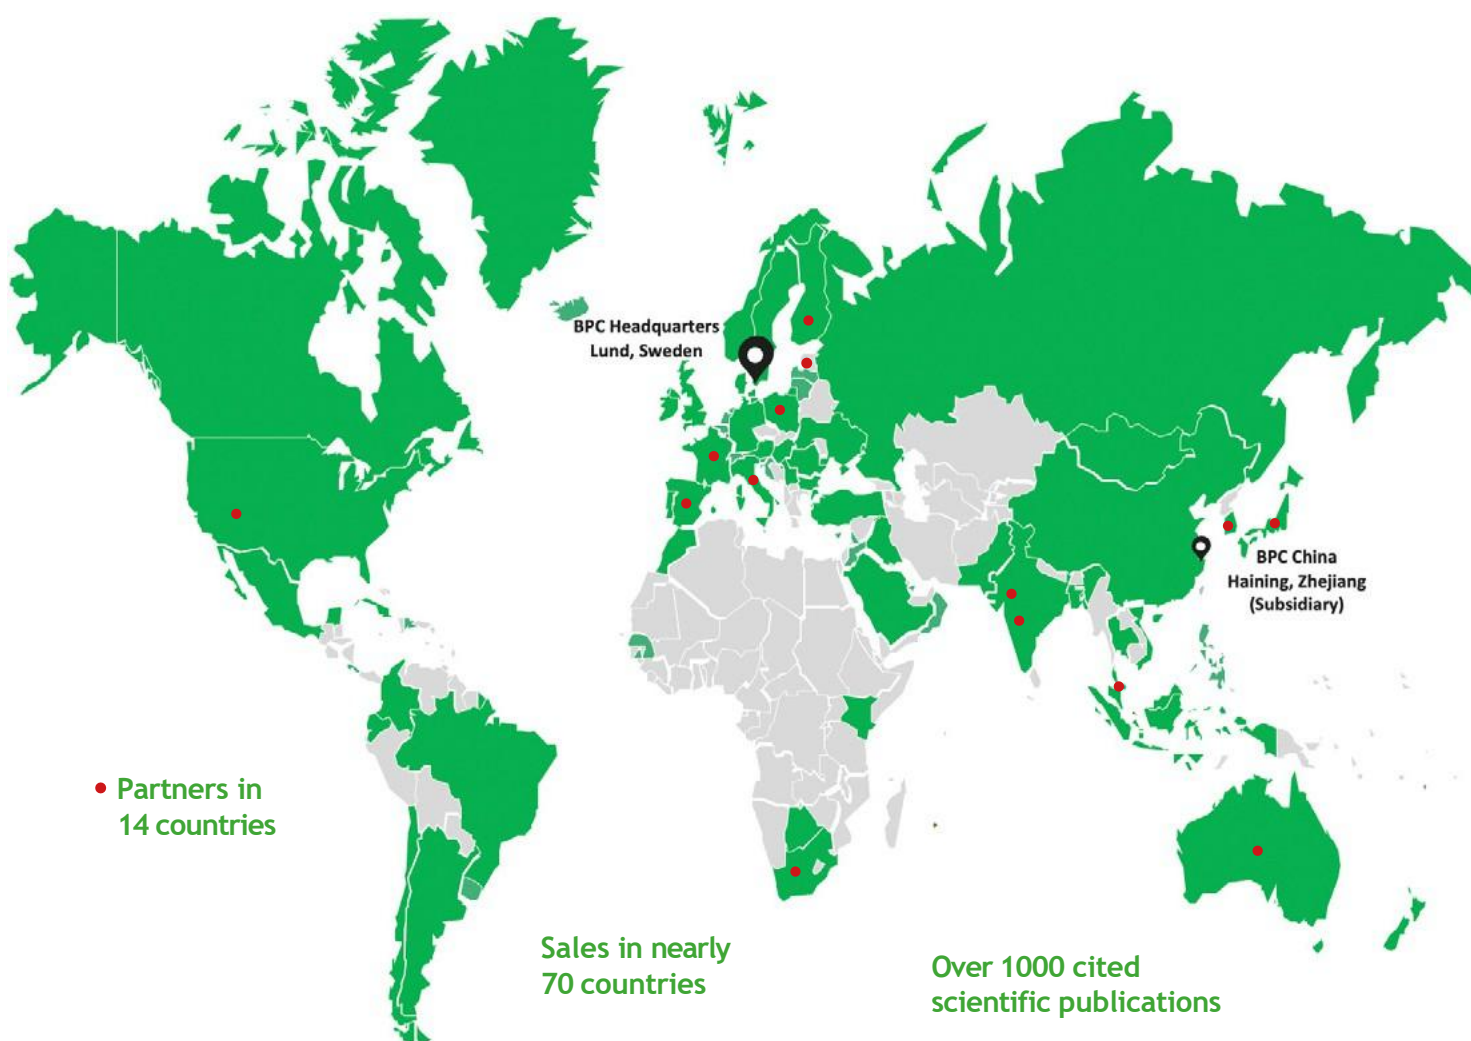 BPC Headquarters
Lund, Sweden
BPC China
Haining, Zhejiang
(Subsidiary)
Partners in
14 countries
Sales in nearly
70 countries
Over 1000 cited
scientific publications